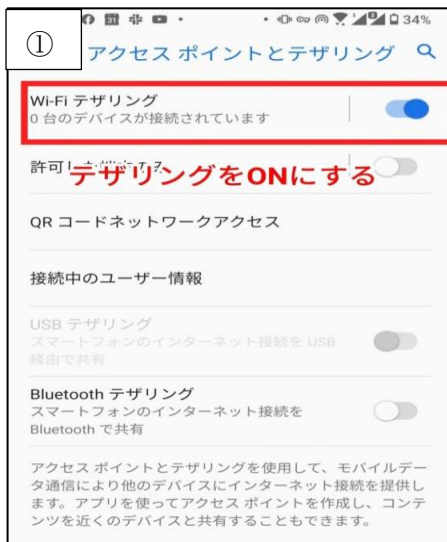 ①
34%
アクセス ポイントとテザリング
Wi-Fi テザリング
0 台のデバイスが接続されています
許可し
テザリングをONにする
QR コードネットワークアクセス
接続中のユーザー情報
USB テザリング
スマートフォンのインターネット接続を USB
経由で共有
Bluetooth テザリング
スマートフォンのインターネット接続を
Bluetooth で共有
アクセス ポイントとテザリングを使用して、モバイルデー
タ通信により他のデバイスにインターネット接続を提供し
ます。アプリを使ってアクセス ポイントを作成し、コンテ
ンツを近くのデバイスと共有することもできます。